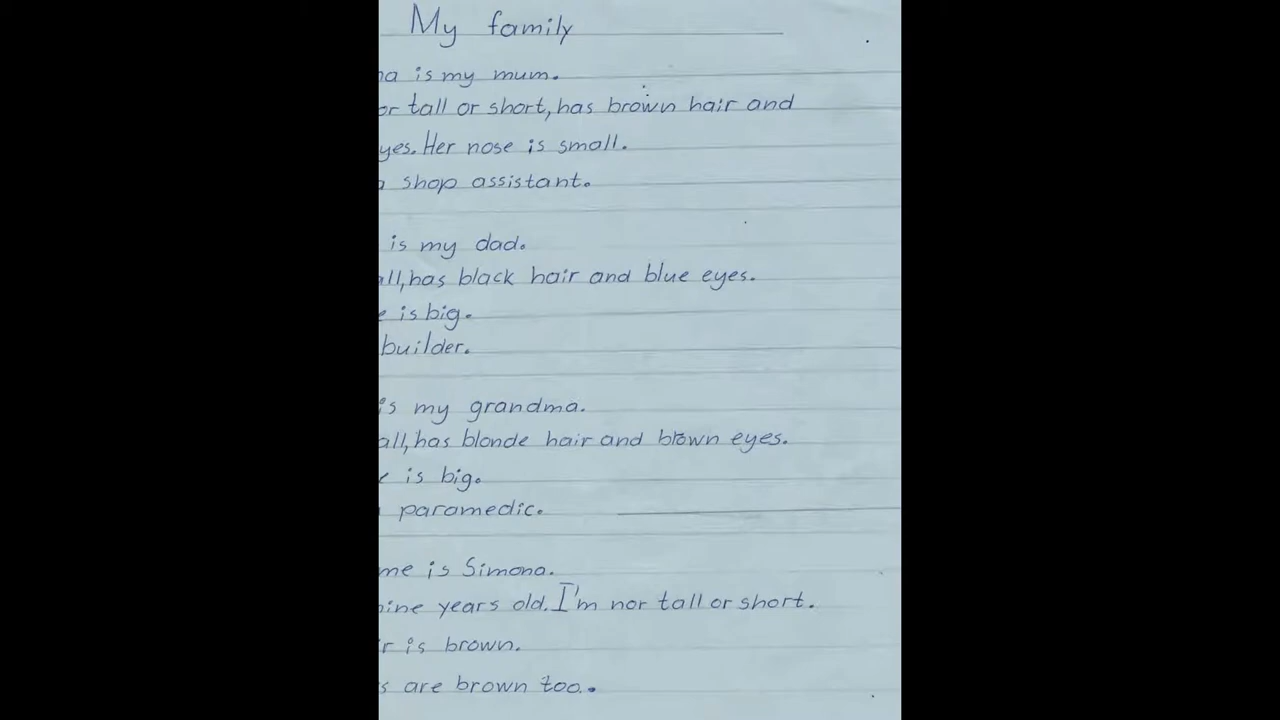 My family
na is my mum.
or tall or short, has brown hair and
yes. Her nose is small.
a shop assistant.
is my dad.
all, has black hair and blue eyes.
e is big.
builder.
is my grandma.
all, has blonde hair and brown eyes.
e is big.
paramedic.
me is Simona.
nine years old. I'm nor tall or short.
ir is brown.
s are brown too.